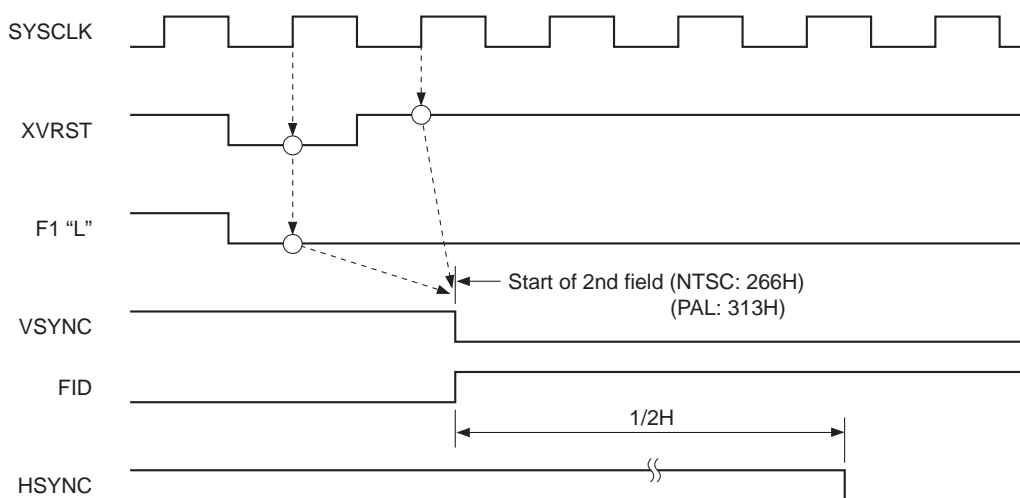 SYSCLK
XVRST
F1 “L”
Start of 2nd field (NTSC: 266H)
(PAL: 313H)
VSYNC
FID
1/2H
HSYNC